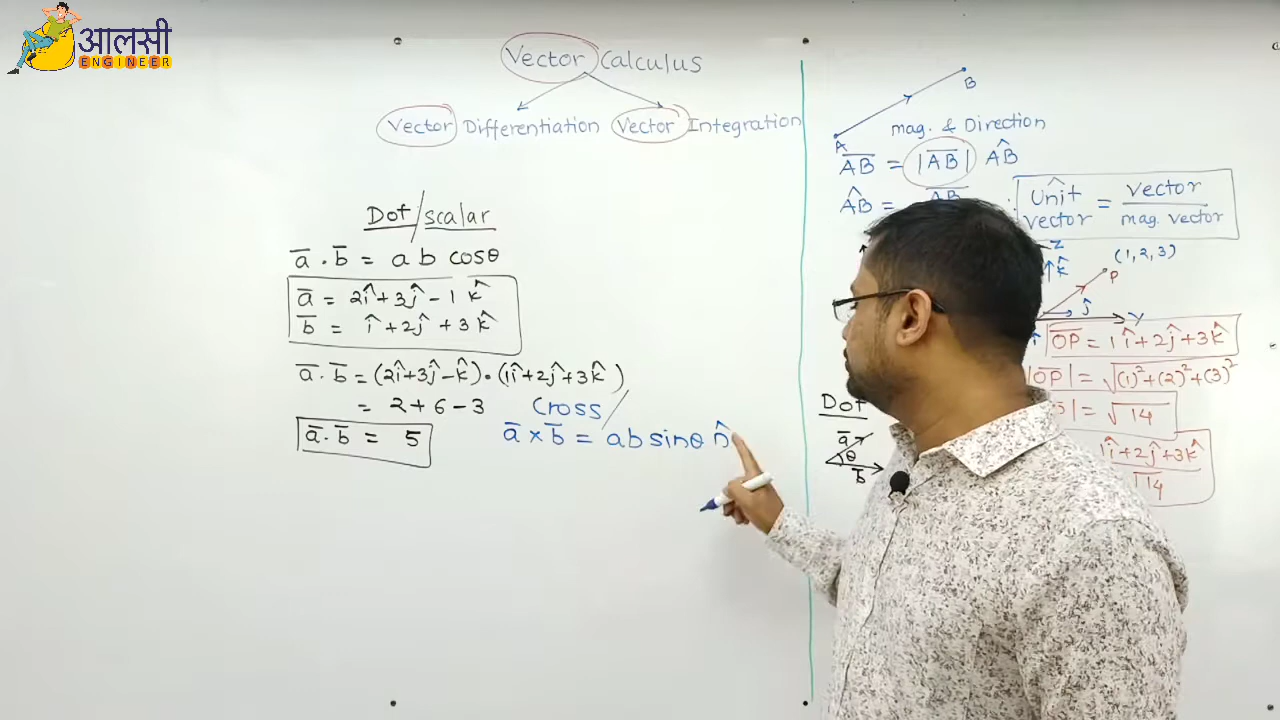 आलसी
ENGINEER
Vector Calculus
Vector Differentiation
Vector Integration
Dot/scalar
a̅ . b̅ = a b cosθ
a̅ = 2î+3ĵ - 1 k̂
b̅ = î+2ĵ+3k̂
a̅ . b̅ = (2î+3ĵ-k̂)•(1î+2ĵ+3k̂)
= 2+6-3
a̅ . b̅ = 5
Cross/
a̅ × b̅ = ab sinθ n̂
A
B
mag. & Direction
A̅B̅ = |A̅B̅| AB̂
AB̂ = A̅B̅
Unit vector = vector / mag. vector
Z
k̂
(1,2,3)
P
ĵ
Y
O̅P̅ = 1î+2ĵ+3k̂
|O̅P̅| = √(1)²+(2)²+(3)²
= √14
1î+2ĵ+3k̂
√14
Dot
a̅
θ
b̅